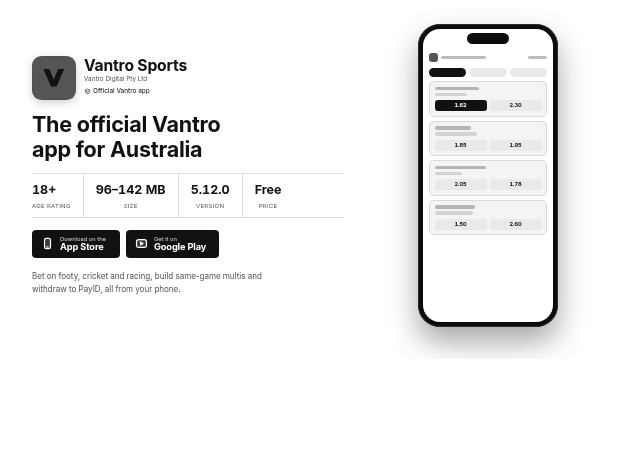 Vantro Sports
Vantro Digital Pty Ltd
Official Vantro app
The official Vantro
app for Australia
18+
AGE RATING
96–142 MB
SIZE
5.12.0
VERSION
Free
PRICE
Download on the
App Store
Get it on
Google Play
Bet on footy, cricket and racing, build same-game multis and
withdraw to PayID, all from your phone.
1.62 2.30
1.85 1.95
2.05 1.78
1.50 2.60